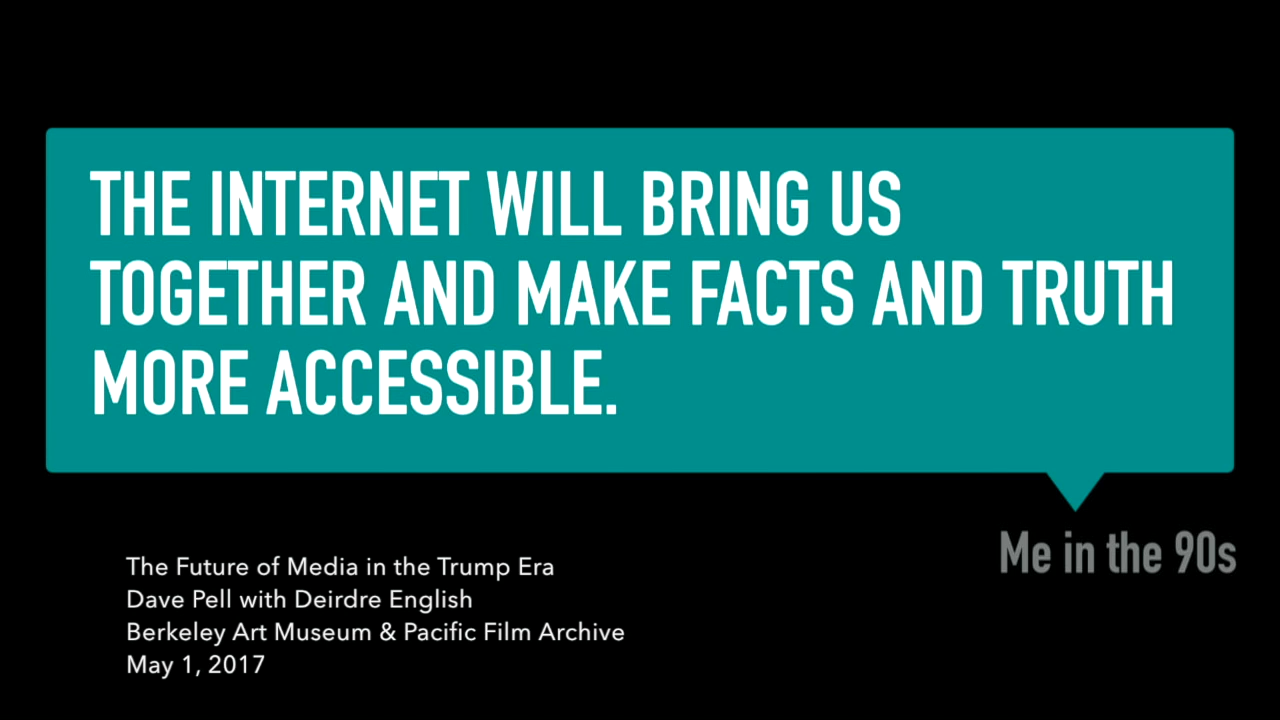 THE INTERNET WILL BRING US
TOGETHER AND MAKE FACTS AND TRUTH
MORE ACCESSIBLE.
Me in the 90s
The Future of Media in the Trump Era
Dave Pell with Deirdre English
Berkeley Art Museum & Pacific Film Archive
May 1, 2017